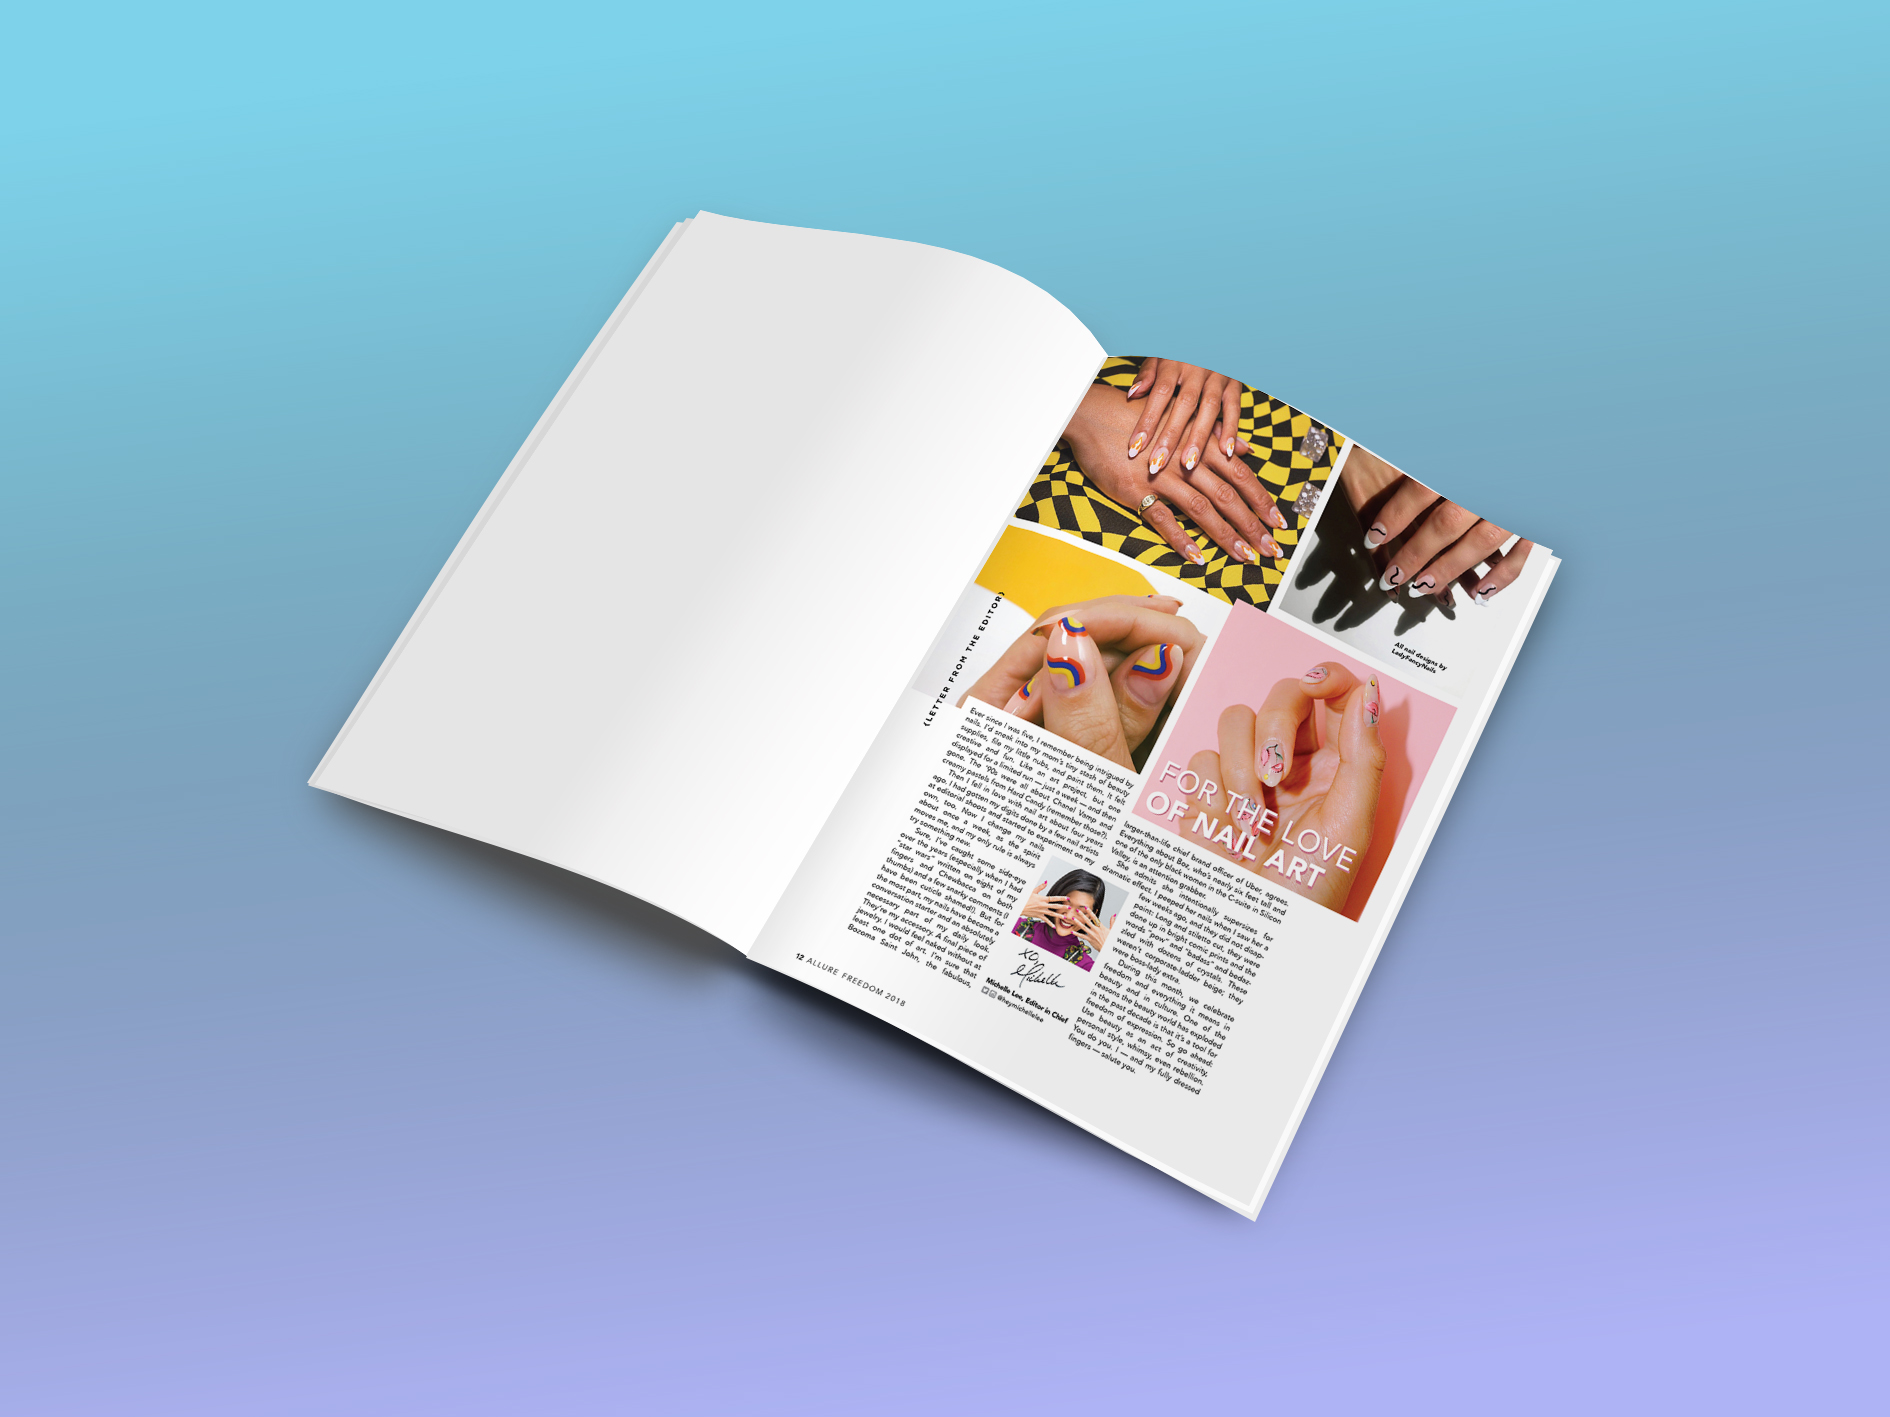 All nail designs by
LadyFancyNails
{LETTER FROM THE EDITOR}
FOR THE LOVE
OF NAIL ART
Ever since I was five, I remember being intrigued by
nails. I'd sneak into my mom's tiny stash of beauty
supplies, file my little nubs, and paint them. It felt
creative and fun. Like an art project, but one
displayed for a limited run — just a week — and then
gone. The '90s were all about Chanel Vamp and
creamy pastels from Hard Candy (remember those?).
Then I fell in love with nail art about four years
ago. I had gotten my digits done by a few nail artists
at editorial shoots and started to experiment on my
own, too. Now I change my nails
about once a week, as the spirit
moves me, and my only rule is always
try something new.
Sure, I've caught some side-eye
over the years (especially when I had
"star wars" written on eight of my
fingers and Chewbacca on both
thumbs) and a few snarky comments (I
have been cuticle shamed!). But for
the most part, my nails have become a
conversation starter and an absolutely
necessary part of my daily look.
They're my accessory. A final piece of
jewelry. I would feel naked without at
least one dot of art. I'm sure that
Bozoma Saint John, the fabulous,
larger-than-life chief brand officer of Uber, agrees.
Everything about Boz, who's nearly six feet tall and
one of the only black women in the C-suite in Silicon
Valley, is an attention grabber.
She admits she intentionally supersizes for
dramatic effect. I peeped her nails when I saw her a
few weeks ago, and they did not disap-
point: Long and stiletto cut, they were
done up in bright comic prints and the
words "pow" and "badass" and bedaz-
zled with dozens of crystals. These
weren't corporate-ladder beige; they
were boss-lady extra.
During this month, we celebrate
freedom and everything it means in
beauty and in culture. One of the
reasons the beauty world has exploded
in the past decade is that it's a tool for
freedom of expression. So go ahead:
Use beauty as an act of creativity,
personal style, whimsy, even rebellion.
You do you. I — and my fully dressed
fingers — salute you.
xo,
Michelle
Michelle Lee, Editor in Chief
@heymichellelee
12 ALLURE FREEDOM 2018